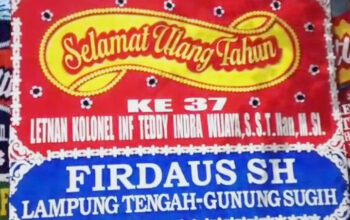 Selamat Ulang Tahun
KE 37
LETNAN KOLONEL INF TEDDY INDRA WIJAYA, S.S.T. Han, M.SI.
FIRDAUS SH
LAMPUNG TENGAH-GUNUNG SUGIH